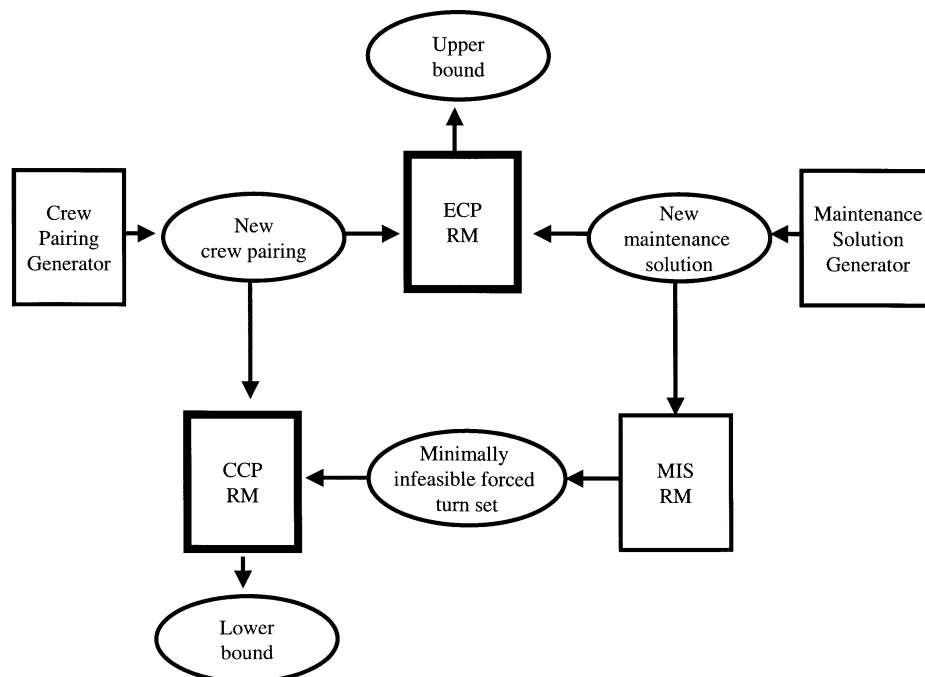 Upper
bound
Crew
Pairing
Generator
New
crew pairing
ECP
RM
New
maintenance
solution
Maintenance
Solution
Generator
CCP
RM
Minimally
infeasible forced
turn set
MIS
RM
Lower
bound